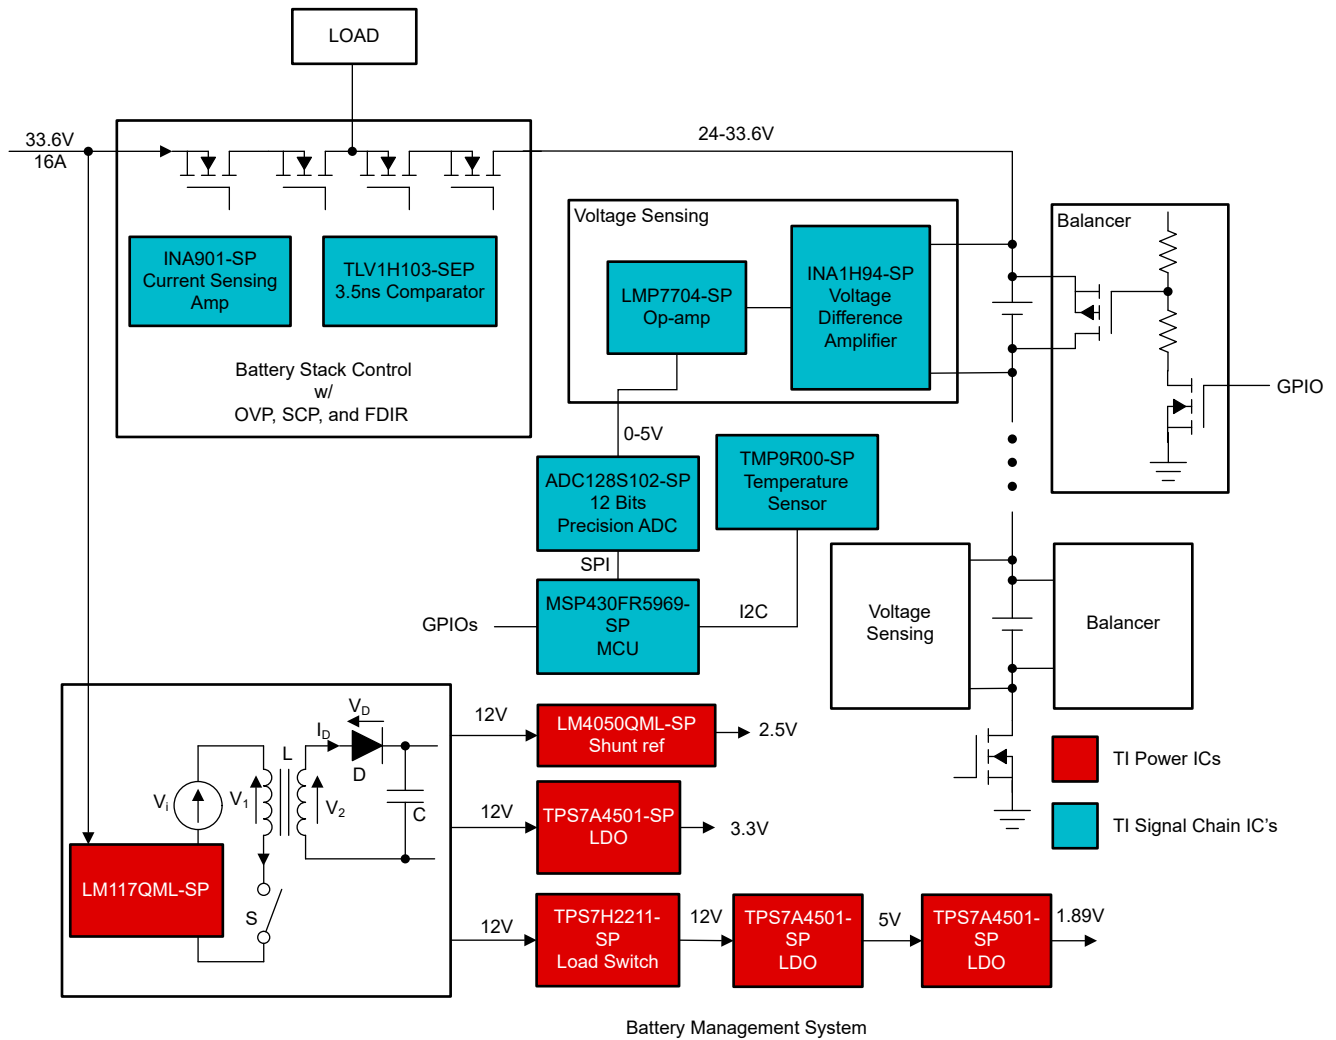 LOAD
33.6V
16A
24-33.6V
INA901-SP
Current Sensing
Amp
TLV1H103-SEP
3.5ns Comparator
Battery Stack Control
w/
OVP, SCP, and FDIR
Voltage Sensing
LMP7704-SP
Op-amp
INA1H94-SP
Voltage
Difference
Amplifier
Balancer
GPIO
0-5V
ADC128S102-SP
12 Bits
Precision ADC
TMP9R00-SP
Temperature
Sensor
SPI
MSP430FR5969-
SP
MCU
GPIOs
I2C
Voltage
Sensing
Balancer
VD
ID
L
D
Vi
V1
V2
C
S
LM117QML-SP
12V
LM4050QML-SP
Shunt ref
2.5V
12V
TPS7A4501-SP
LDO
3.3V
12V
TPS7H2211-
SP
Load Switch
12V
TPS7A4501-
SP
LDO
5V
TPS7A4501-
SP
LDO
1.89V
TI Power ICs
TI Signal Chain IC's
Battery Management System